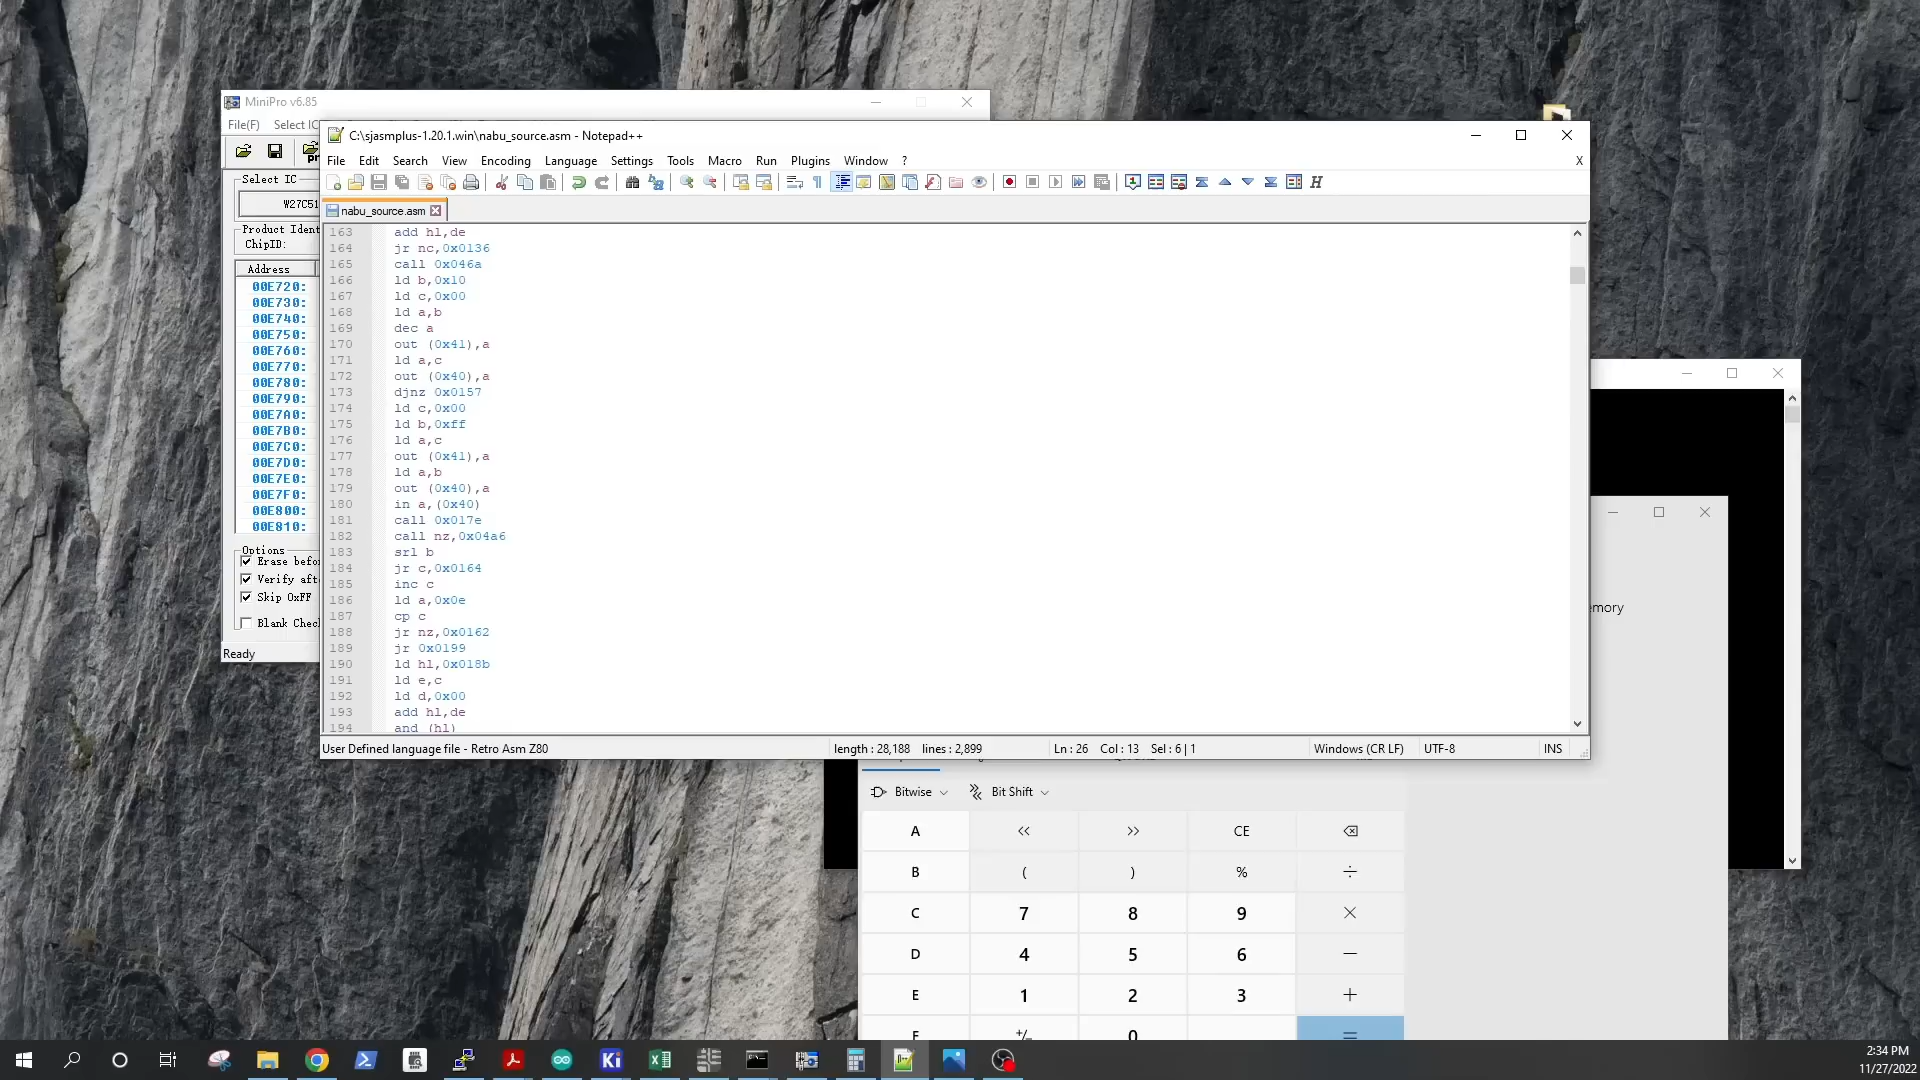 MiniPro v6.85
File(F) Select IC
C:\sjasmplus-1.20.1.win\nabu_source.asm - Notepad++
File Edit Search View Encoding Language Settings Tools Macro Run Plugins Window ? X
Select IC
W27C51
Product Ident
ChipID:
Address
00E720:
00E730:
00E740:
00E750:
00E760:
00E770:
00E780:
00E790:
00E7A0:
00E7B0:
00E7C0:
00E7D0:
00E7E0:
00E7F0:
00E800:
00E810:
Options
Erase befo
Verify aft
Skip 0xFF
Blank Chec
Ready
nabu_source.asm
163 add hl,de
164 jr nc,0x0136
165 call 0x046a
166 ld b,0x10
167 ld c,0x00
168 ld a,b
169 dec a
170 out (0x41),a
171 ld a,c
172 out (0x40),a
173 djnz 0x0157
174 ld c,0x00
175 ld b,0xff
176 ld a,c
177 out (0x41),a
178 ld a,b
179 out (0x40),a
180 in a,(0x40)
181 call 0x017e
182 call nz,0x04a6
183 srl b
184 jr c,0x0164
185 inc c
186 ld a,0x0e
187 cp c
188 jr nz,0x0162
189 jr 0x0199
190 ld hl,0x018b
191 ld e,c
192 ld d,0x00
193 add hl,de
194 and (hl)
User Defined language file - Retro Asm Z80 length : 28,188 lines : 2,899 Ln : 26 Col : 13 Sel : 6 | 1 Windows (CR LF) UTF-8 INS
emory
Bitwise Bit Shift
A << >> CE
B ( ) % ÷
C 7 8 9 ×
D 4 5 6 −
E 1 2 3 +
F +/- 0 =
2:34 PM
11/27/2022